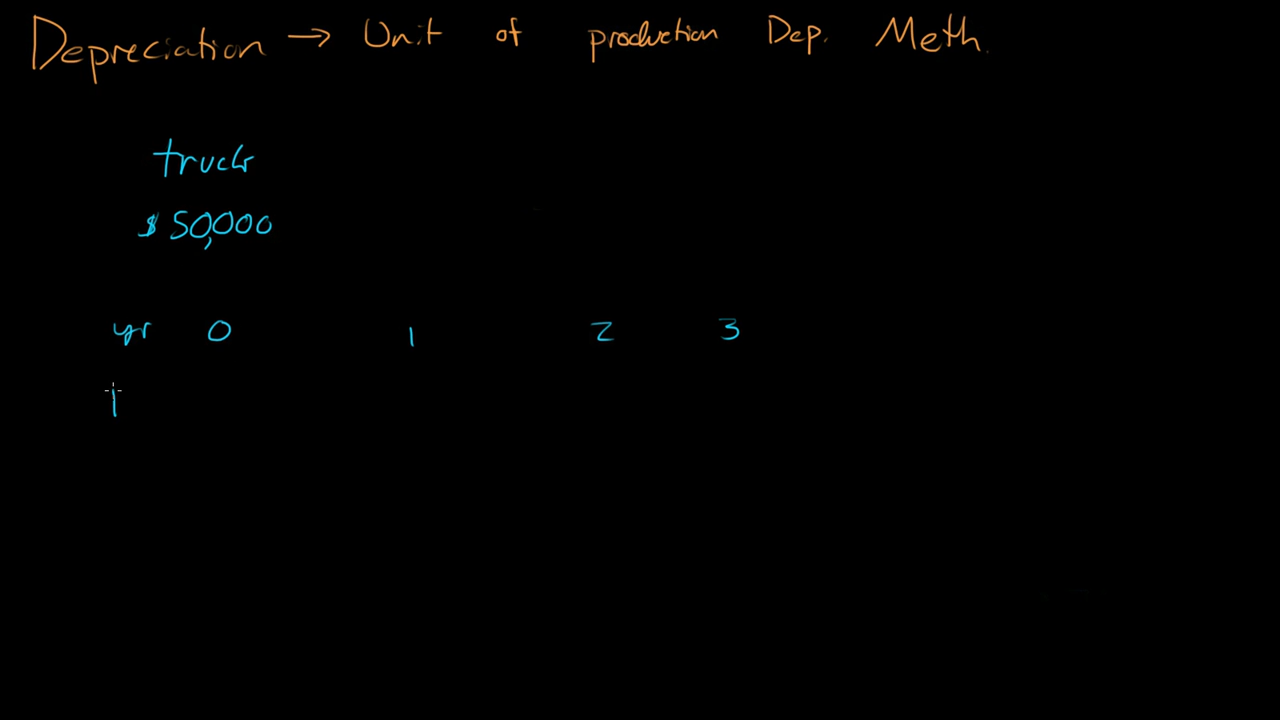 Depreciation → Unit of production Dep. Meth.
truck
$50,000
yr 0 1 2 3